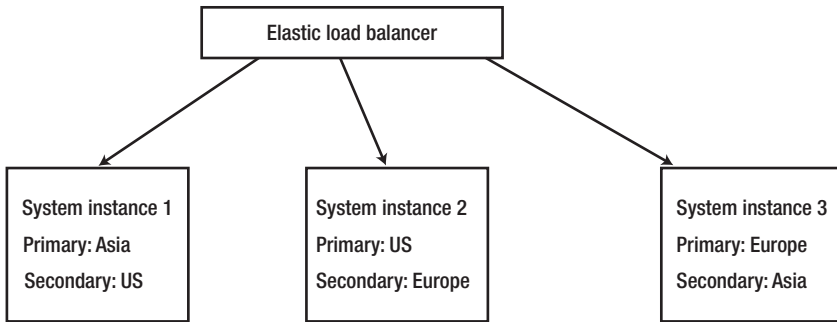 Elastic load balancer
System instance 1
Primary: Asia
Secondary: US
System instance 2
Primary: US
Secondary: Europe
System instance 3
Primary: Europe
Secondary: Asia